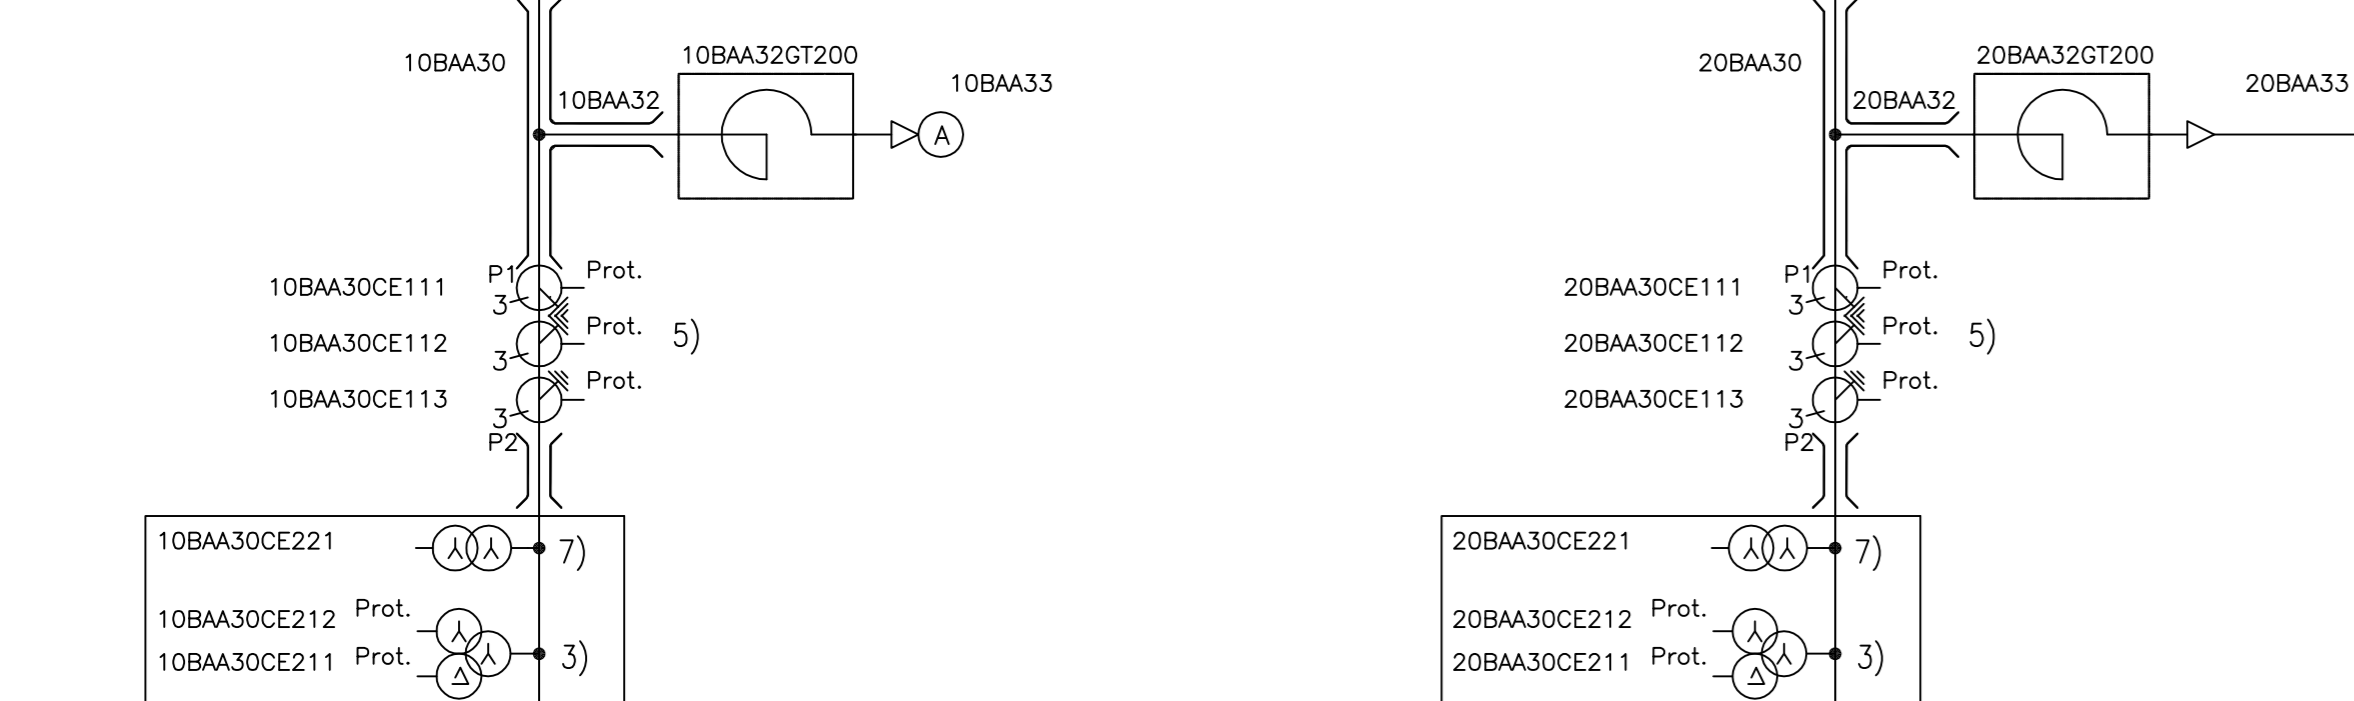 10BAA32GT200
10BAA30
10BAA33
10BAA32
A
P1
Prot.
10BAA30CE111
3
Prot.
10BAA30CE112
5)
3
Prot.
10BAA30CE113
3
P2
10BAA30CE221
7)
10BAA30CE212
Prot.
10BAA30CE211
Prot.
3)
20BAA32GT200
20BAA30
20BAA33
20BAA32
P1
Prot.
20BAA30CE111
3
Prot.
20BAA30CE112
5)
3
Prot.
20BAA30CE113
3
P2
20BAA30CE221
7)
20BAA30CE212
Prot.
20BAA30CE211
Prot.
3)